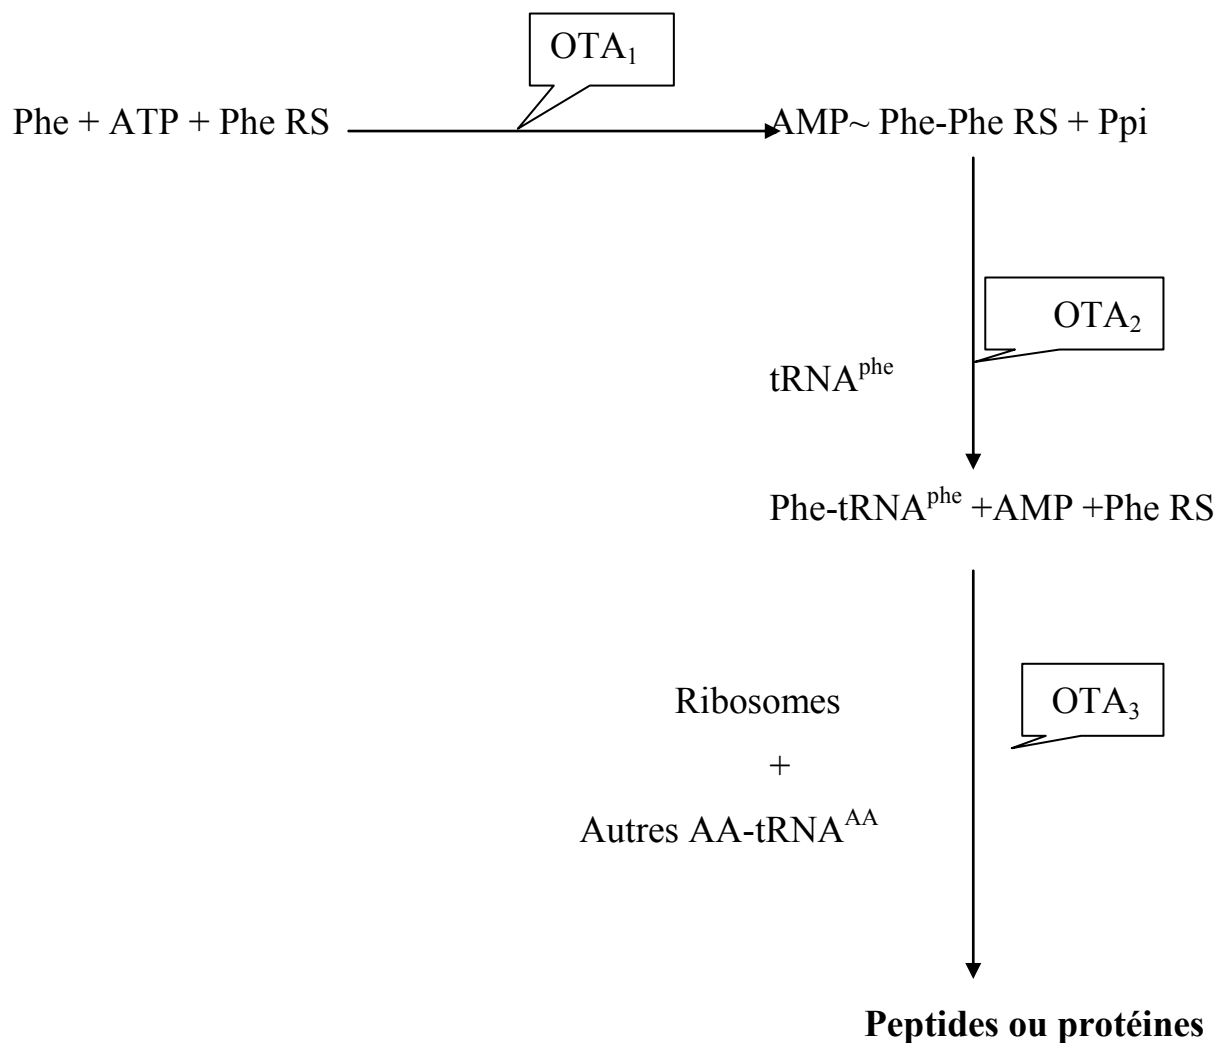 OTA₁
Phe + ATP + Phe RS AMP~ Phe-Phe RS + Ppi
OTA₂
tRNAᵖʰᵉ
Phe-tRNAᵖʰᵉ +AMP +Phe RS
Ribosomes OTA₃
+
Autres AA-tRNAᴬᴬ
Peptides ou protéines